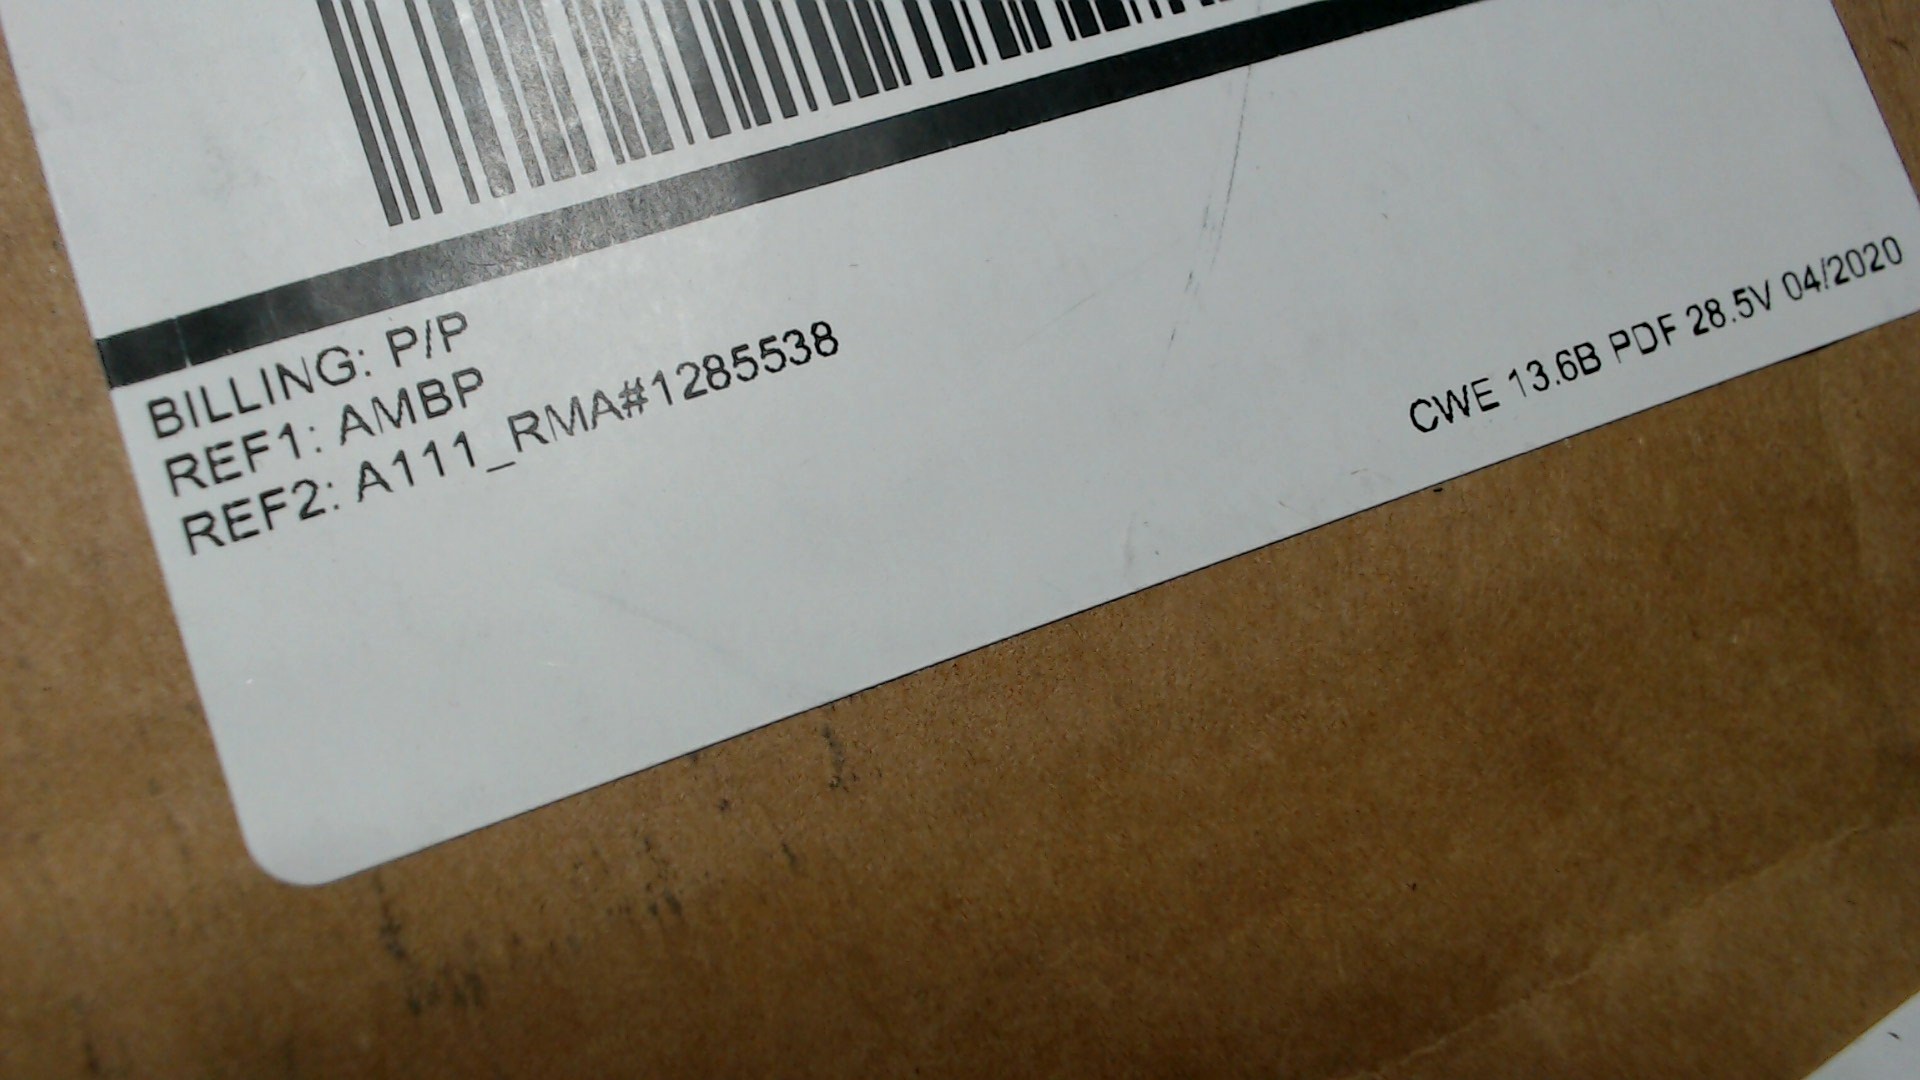 BILLING: P/P
REF1: AMBP
REF2: A111_RMA#1285538
CWE 13.6B PDF 28.5V 04/2020